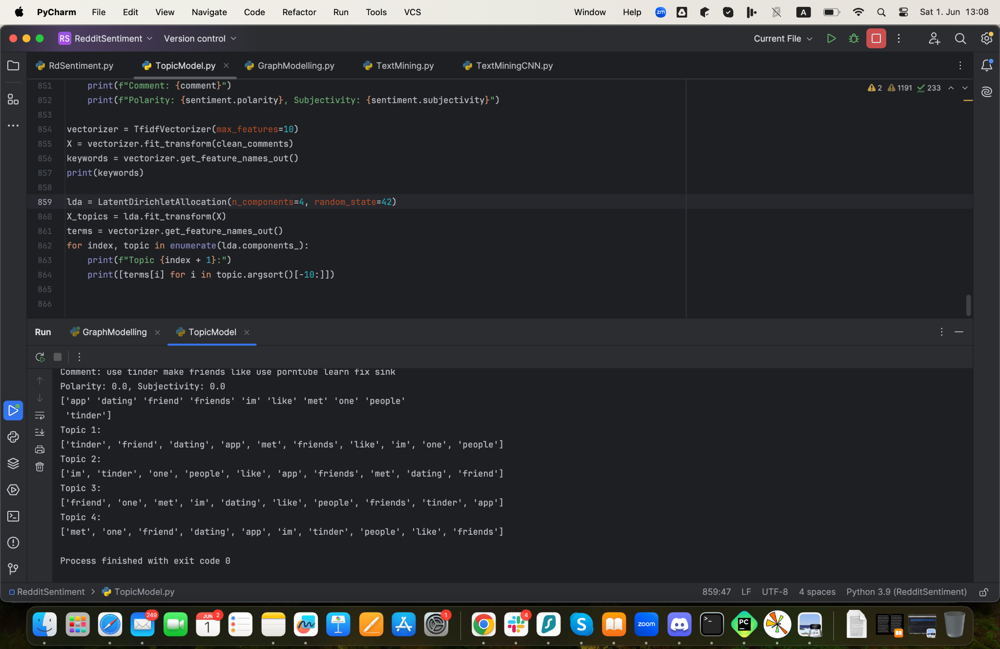 PyCharm File Edit View Navigate Code Refactor Run Tools VCS Window Help zm A Sat 1. Jun 13:08
RS RedditSentiment Version control Current File
RdSentiment.py TopicModel.py GraphModelling.py TextMining.py TextMiningCNN.py
2 1191 233
851 print(f"Comment: {comment}")
852 print(f"Polarity: {sentiment.polarity}, Subjectivity: {sentiment.subjectivity}")
853
854 vectorizer = TfidfVectorizer(max_features=10)
855 X = vectorizer.fit_transform(clean_comments)
856 keywords = vectorizer.get_feature_names_out()
857 print(keywords)
858
859 lda = LatentDirichletAllocation(n_components=4, random_state=42)
860 X_topics = lda.fit_transform(X)
861 terms = vectorizer.get_feature_names_out()
862 for index, topic in enumerate(lda.components_):
863 print(f"Topic {index + 1}:")
864 print([terms[i] for i in topic.argsort()[-10:]])
865
866
Run GraphModelling TopicModel
Comment: use tinder make friends like use porntube learn fix sink
Polarity: 0.0, Subjectivity: 0.0
['app' 'dating' 'friend' 'friends' 'im' 'like' 'met' 'one' 'people'
'tinder']
Topic 1:
['tinder', 'friend', 'dating', 'app', 'met', 'friends', 'like', 'im', 'one', 'people']
Topic 2:
['im', 'tinder', 'one', 'people', 'like', 'app', 'friends', 'met', 'dating', 'friend']
Topic 3:
['friend', 'one', 'met', 'im', 'dating', 'like', 'people', 'friends', 'tinder', 'app']
Topic 4:
['met', 'one', 'friend', 'dating', 'app', 'im', 'tinder', 'people', 'like', 'friends']
Process finished with exit code 0
RedditSentiment > TopicModel.py 859:47 LF UTF-8 4 spaces Python 3.9 (RedditSentiment)
249 JUN 2 1 1 4 S zoom >_ PC DOCX